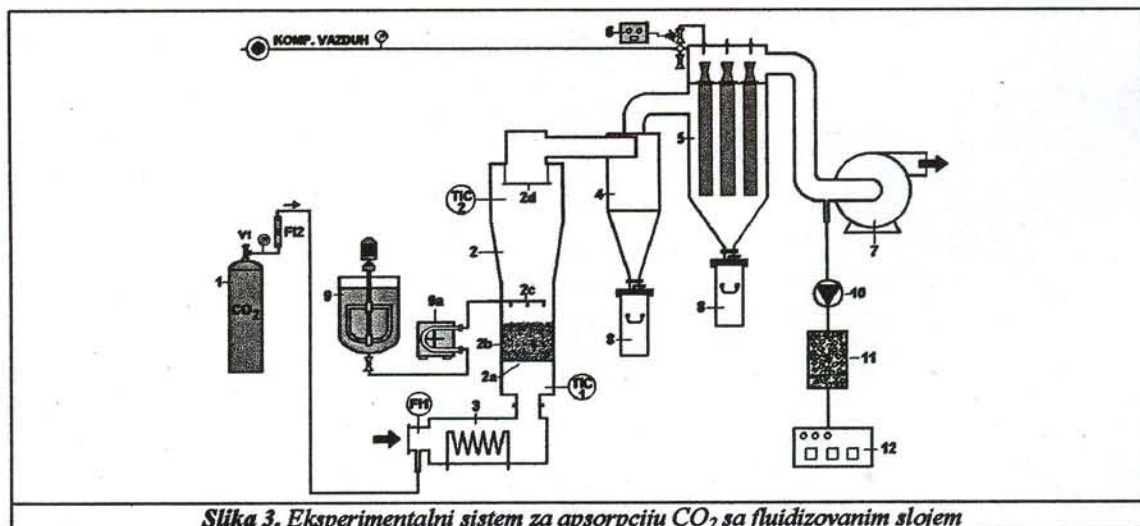 KOMP. VAZDUH
6
5
TIC 2
2d
4
V1
FI2
2
7
1
CO2
9
2c
9a
8
10
2b
8
2a
TIC 1
11
FI1
3
12
Slika 3. Eksperimentalni sistem za apsorpciju CO2 sa fluidizovanim slojem